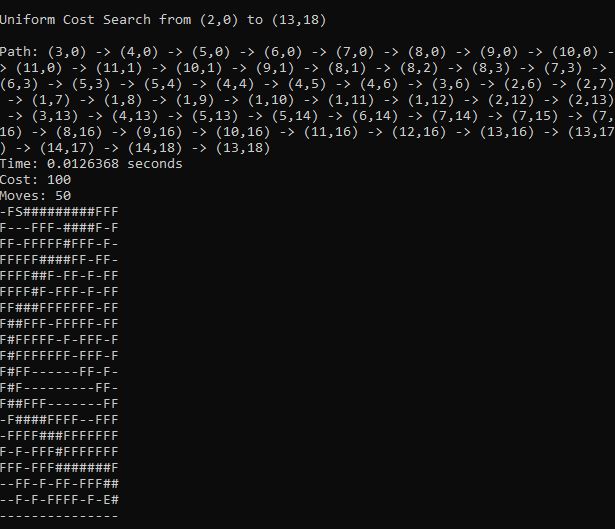 Uniform Cost Search from (2,0) to (13,18)
Path: (3,0) -> (4,0) -> (5,0) -> (6,0) -> (7,0) -> (8,0) -> (9,0) -> (10,0) -
> (11,0) -> (11,1) -> (10,1) -> (9,1) -> (8,1) -> (8,2) -> (8,3) -> (7,3) ->
(6,3) -> (5,3) -> (5,4) -> (4,4) -> (4,5) -> (4,6) -> (3,6) -> (2,6) -> (2,7)
-> (1,7) -> (1,8) -> (1,9) -> (1,10) -> (1,11) -> (1,12) -> (2,12) -> (2,13)
-> (3,13) -> (4,13) -> (5,13) -> (5,14) -> (6,14) -> (7,14) -> (7,15) -> (7,
16) -> (8,16) -> (9,16) -> (10,16) -> (11,16) -> (12,16) -> (13,16) -> (13,17
) -> (14,17) -> (14,18) -> (13,18)
Time: 0.0126368 seconds
Cost: 100
Moves: 50
-FS#########FFF
F---FFF-####F-F
FF-FFFFF#FFF-F-
FFFFF####FF-FF-
FFFF##F-FF-F-FF
FFFF#F-FFF-F-FF
FF###FFFFFFF-FF
F##FFF-FFFFF-FF
F#FFFFF-F-FFF-F
F#FFFFFFF-FFF-F
F#FF------FF-F-
F#F---------FF-
F##FFF-------FF
-F####FFFF--FFF
-FFFF###FFFFFFF
F-F-FFF#FFFFFFF
FFF-FFF#######F
--FF-F-FF-FFF##
--F-F-FFFF-F-E#
---------------